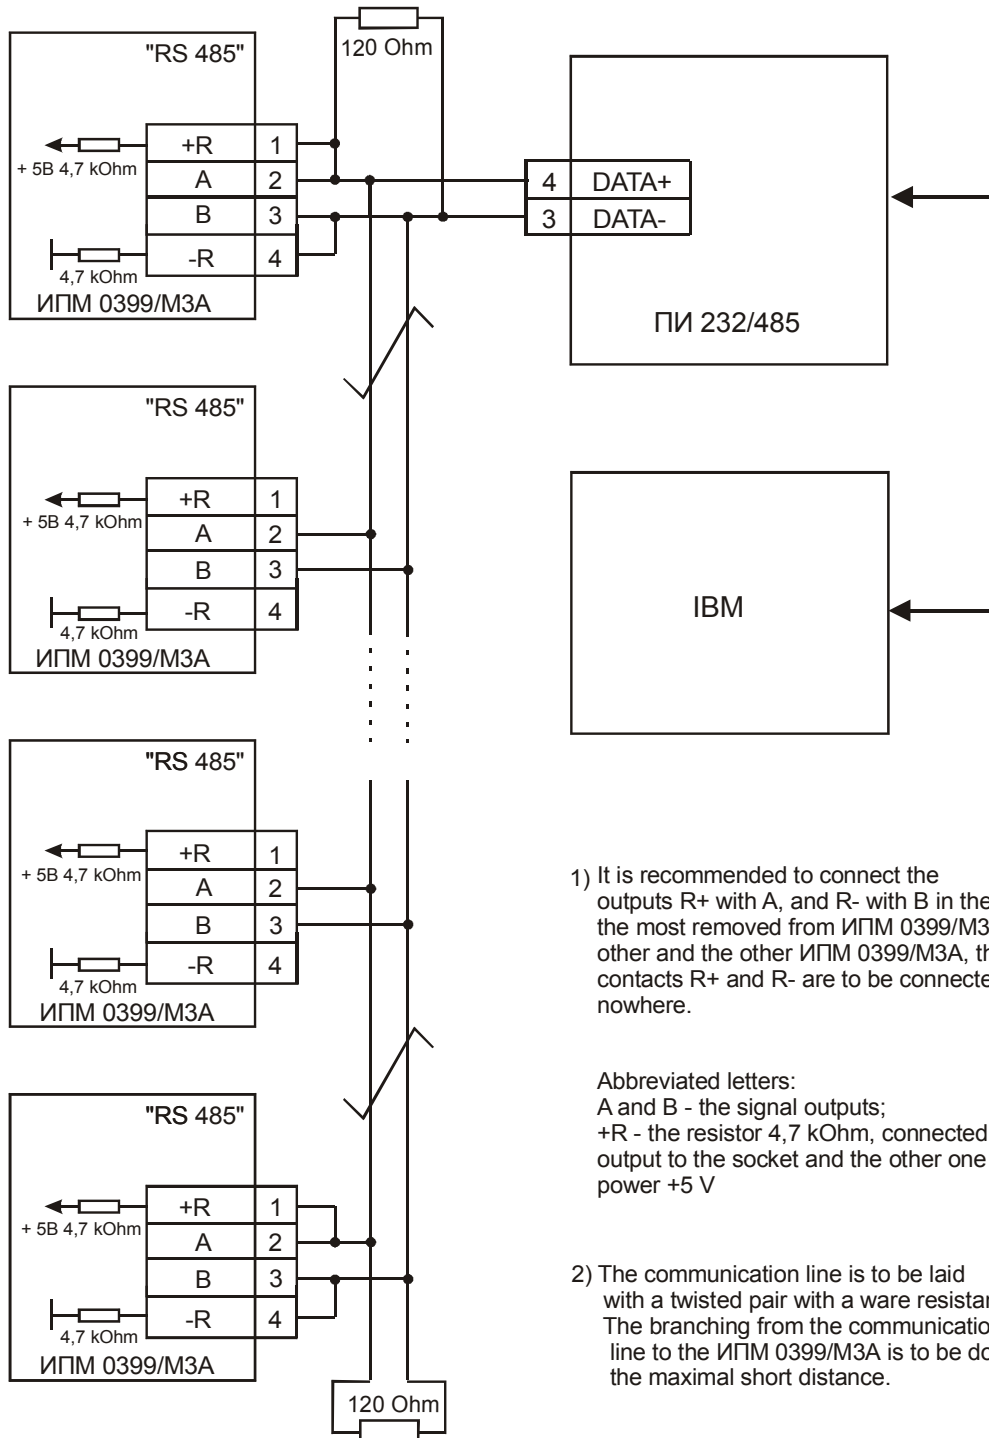 120 Ohm
"RS 485"
+R 1
+ 5В 4,7 kOhm
A 2
B 3
-R 4
4,7 kOhm
ИПМ 0399/М3А
4 DATA+
3 DATA-
ПИ 232/485
"RS 485"
+R 1
+ 5В 4,7 kOhm
A 2
B 3
-R 4
4,7 kOhm
ИПМ 0399/М3А
IBM
"RS 485"
+R 1
+ 5В 4,7 kOhm
A 2
B 3
-R 4
4,7 kOhm
ИПМ 0399/М3А
"RS 485"
+R 1
+ 5В 4,7 kOhm
A 2
B 3
-R 4
4,7 kOhm
ИПМ 0399/М3А
120 Ohm
1) It is recommended to connect the
outputs R+ with A, and R- with B in the
the most removed from ИПМ 0399/М3
other and the other ИПМ 0399/М3А, th
contacts R+ and R- are to be connecte
nowhere.
Abbreviated letters:
A and B - the signal outputs;
+R - the resistor 4,7 kOhm, connected
output to the socket and the other one
power +5 V
2) The communication line is to be laid
with a twisted pair with a ware resistan
The branching from the communicatio
line to the ИПМ 0399/М3А is to be do
the maximal short distance.